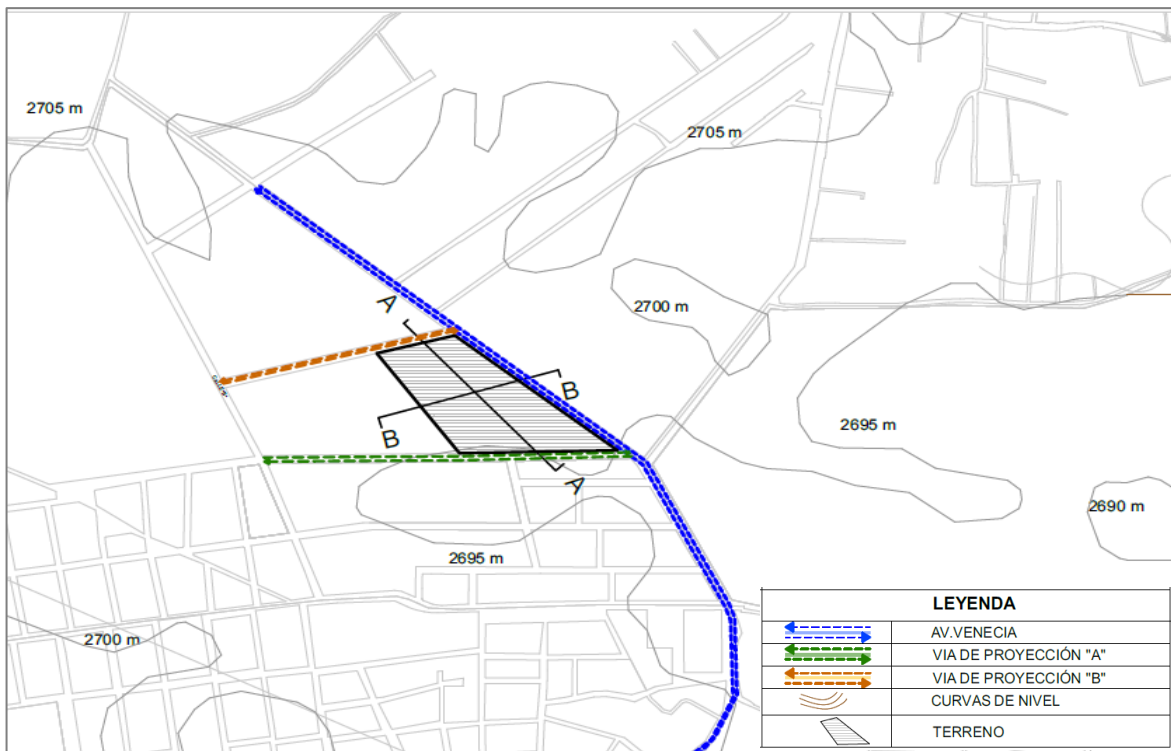 2705 m
2705 m
2700 m
A
B
B
2695 m
A
2690 m
2695 m
2700 m
LEYENDA
AV.VENECIA
VIA DE PROYECCIÓN "A"
VIA DE PROYECCIÓN "B"
CURVAS DE NIVEL
TERRENO